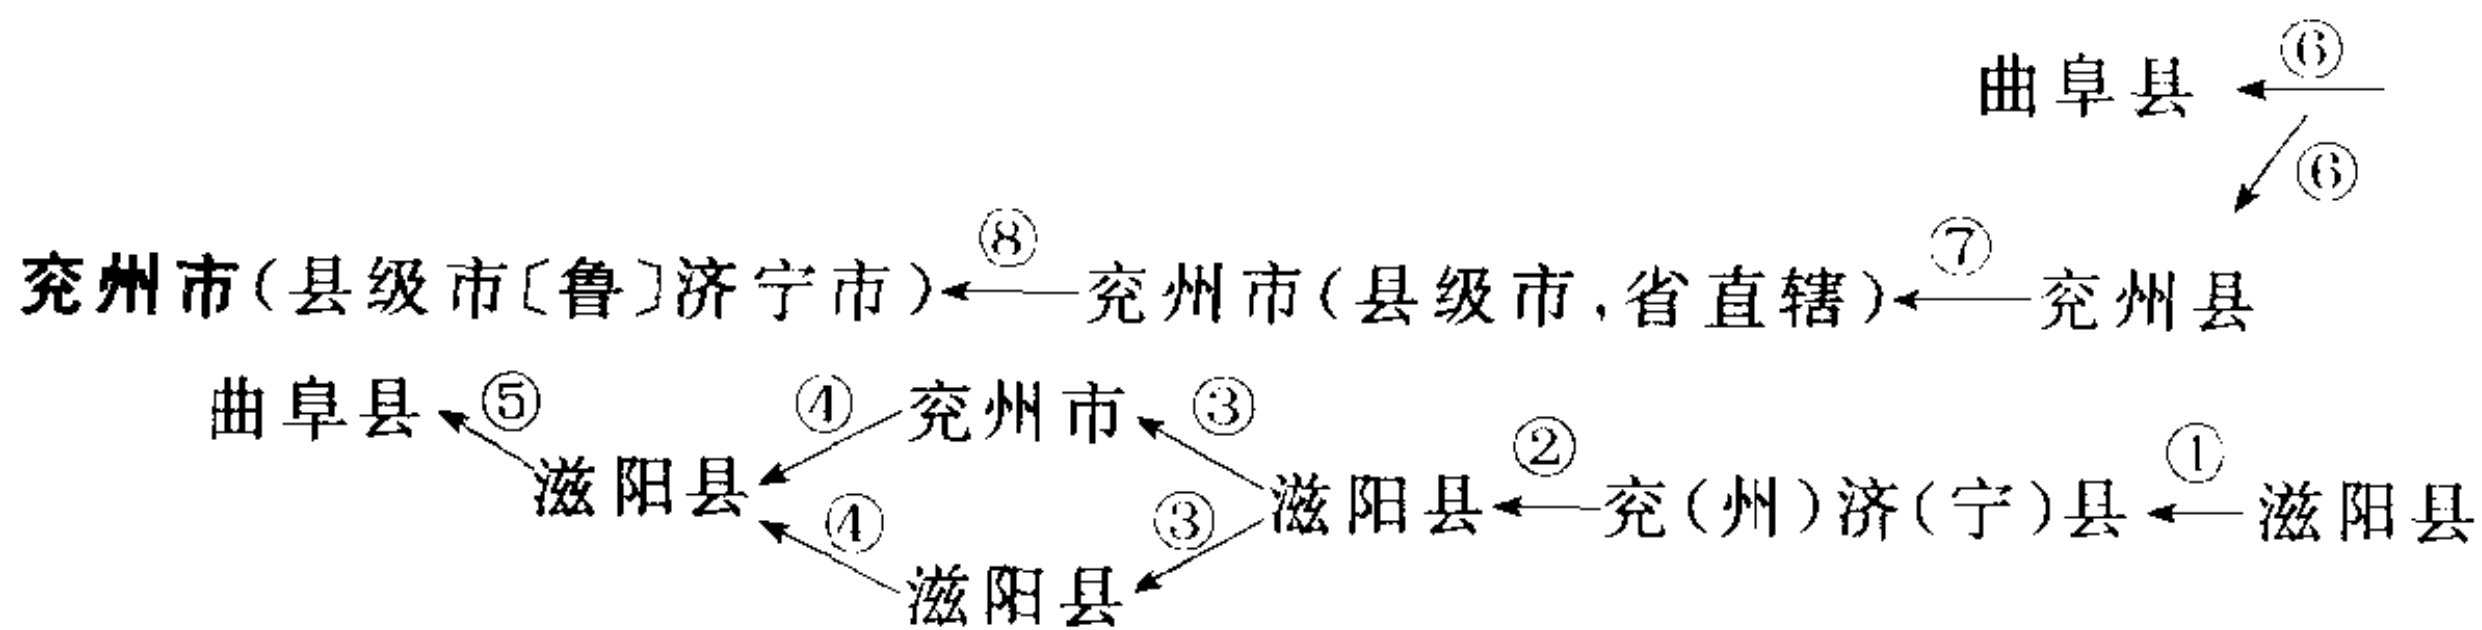 曲阜县 ⑥
⑥
兖州市(县级市〔鲁〕济宁市) ⑧ 兖州市(县级市,省直辖) ⑦ 兖州县
曲阜县 ⑤ ④ 兖州市 ③
滋阳县 ④ ③ 滋阳县 ② 兖(州)济(宁)县 ① 滋阳县
滋阳县